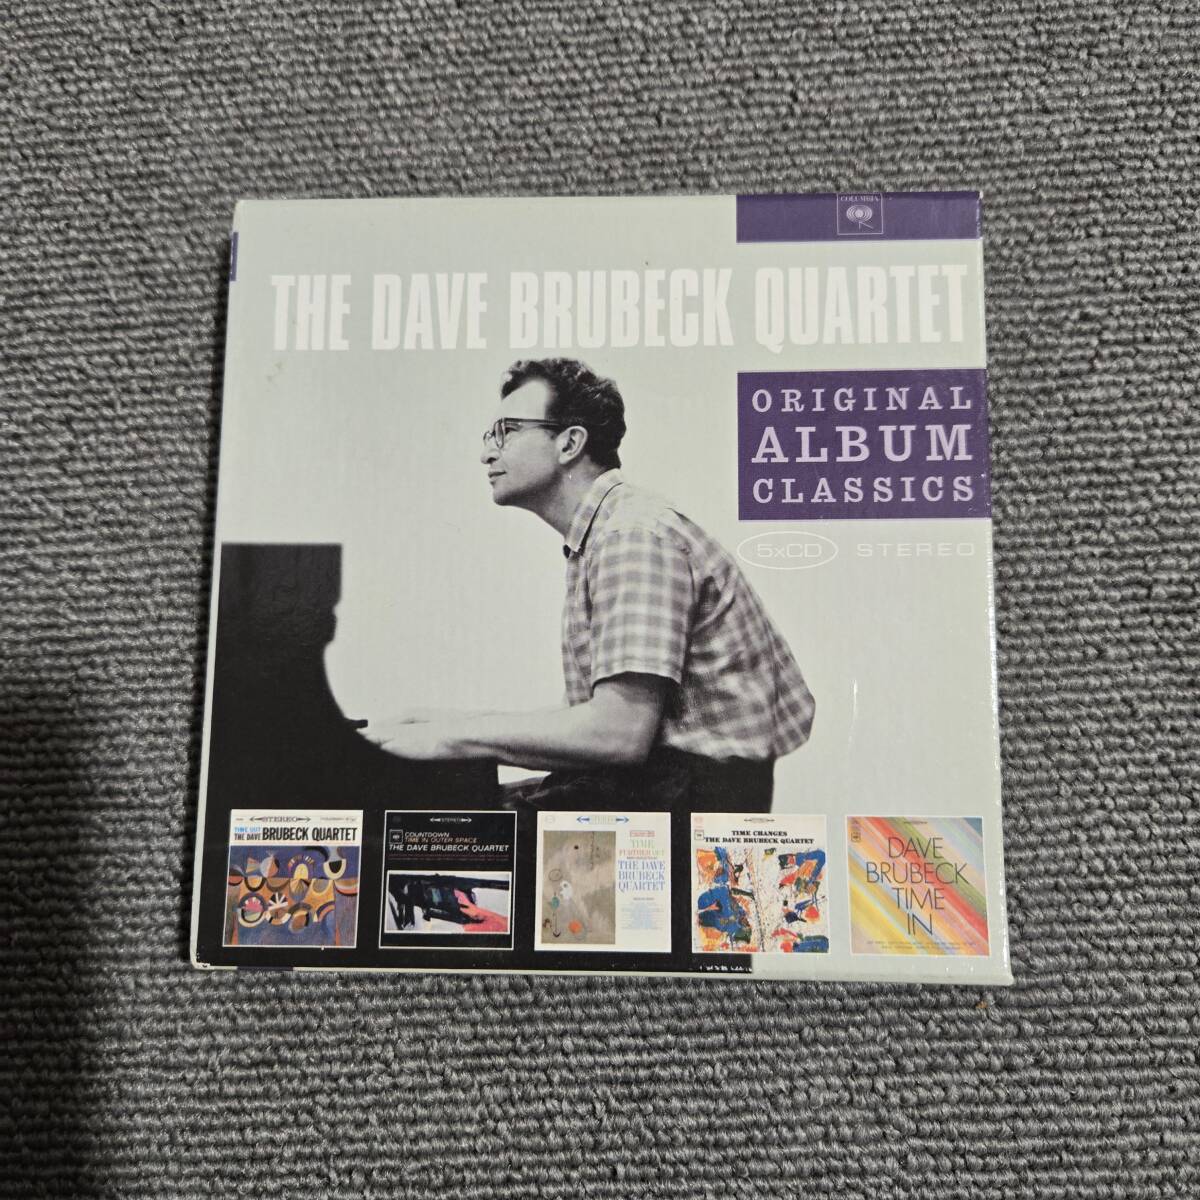 COLUMBIA
THE DAVE BRUBECK QUARTET
ORIGINAL
ALBUM
CLASSICS
5xCD STEREO
STEREO
TIME OUT
THE DAVE BRUBECK QUARTET
STEREO
COUNTDOWN
TIME IN OUTER SPACE
THE DAVE BRUBECK QUARTET
STEREO
TIME
FURTHER OUT
THE DAVE
BRUBECK
QUARTET
TIME CHANGES
THE DAVE BRUBECK QUARTET
DAVE
BRUBECK
TIME
IN